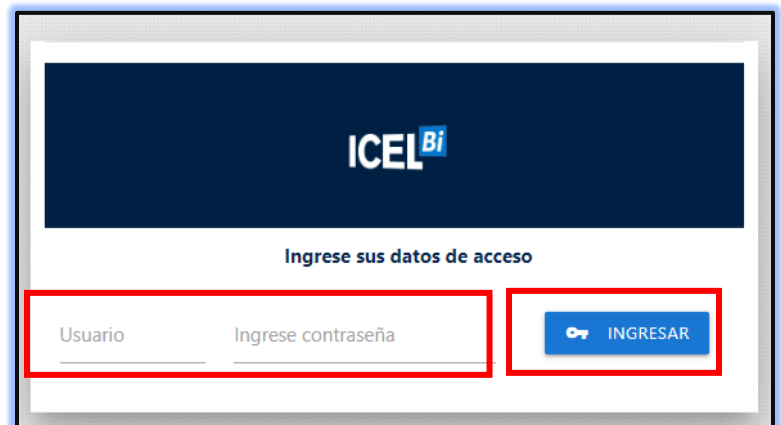 ICEL Bi
Ingrese sus datos de acceso
Usuario Ingrese contraseña INGRESAR